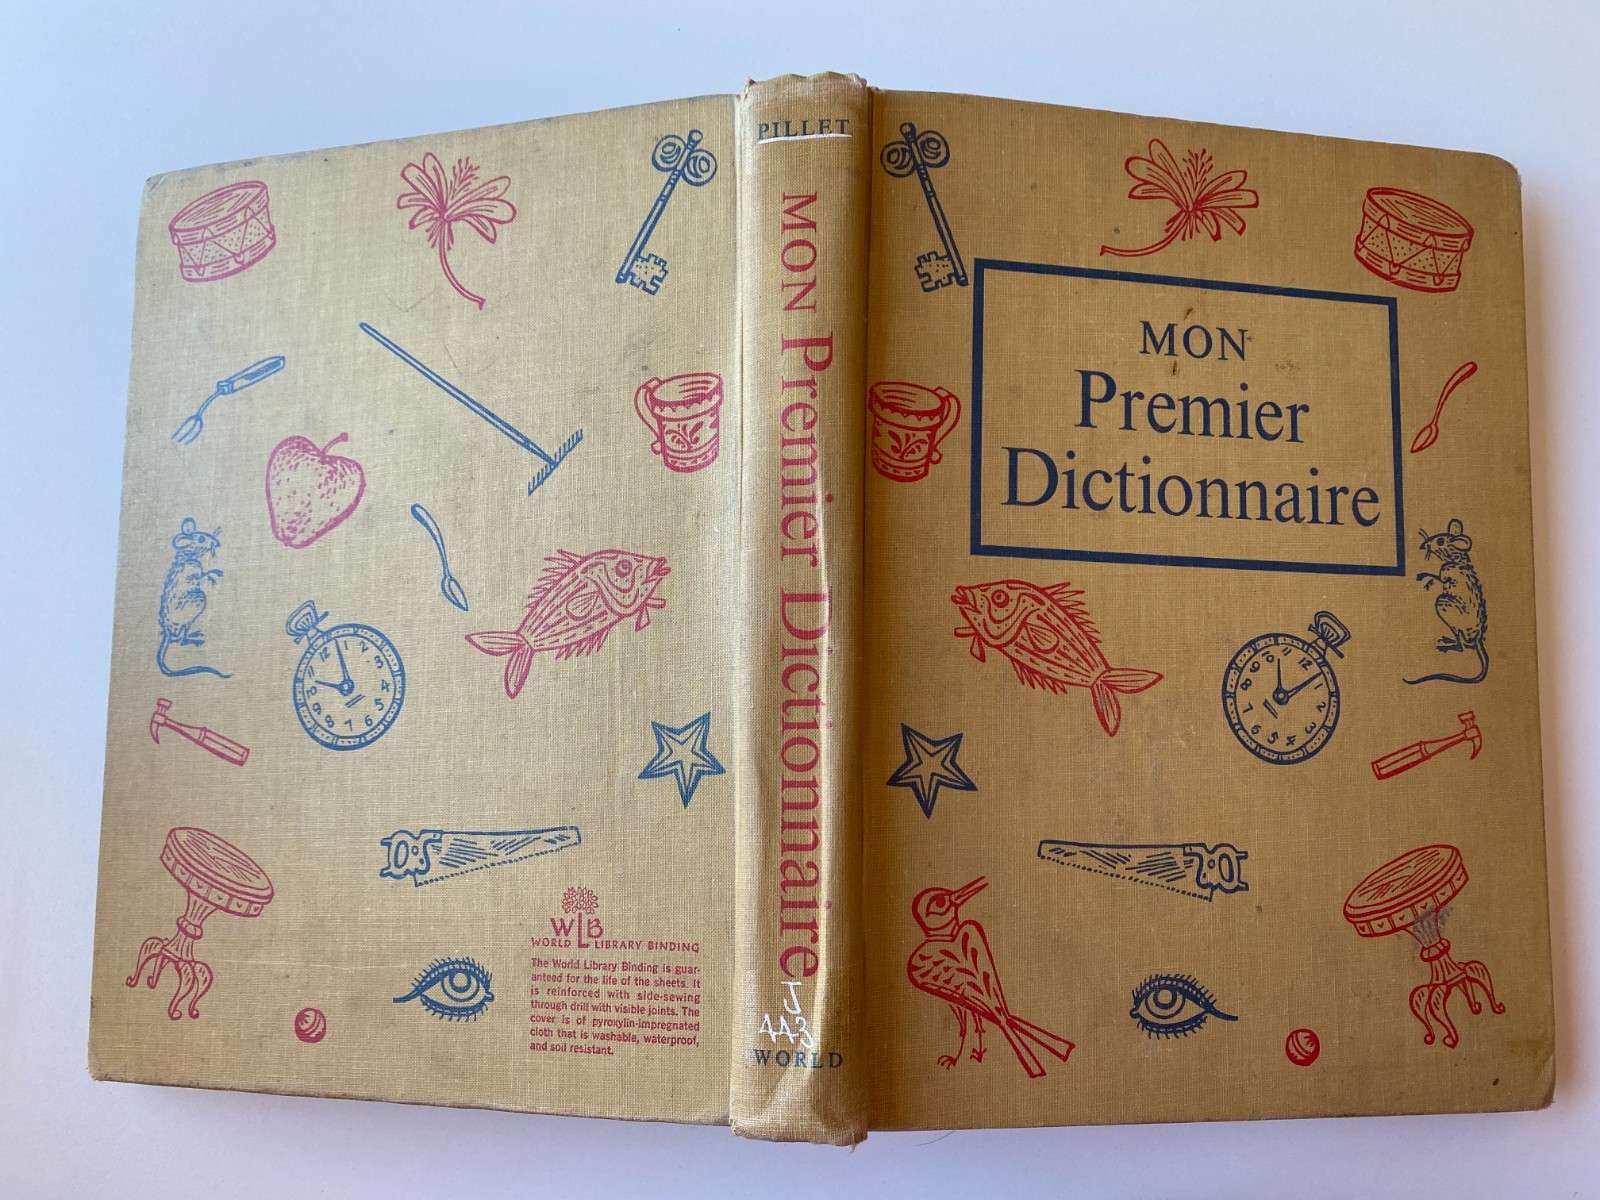 WLB
WORLD LIBRARY BINDING
The World Library Binding is guar-
anteed for the life of the sheets. It
is reinforced with side-sewing
through drill with visible joints. The
cover is of pyroxylin-impregnated
cloth that is washable, waterproof,
and soil resistant.
PILLET
MON Premier Dictionnaire
J
443
WORLD
MON
Premier
Dictionnaire